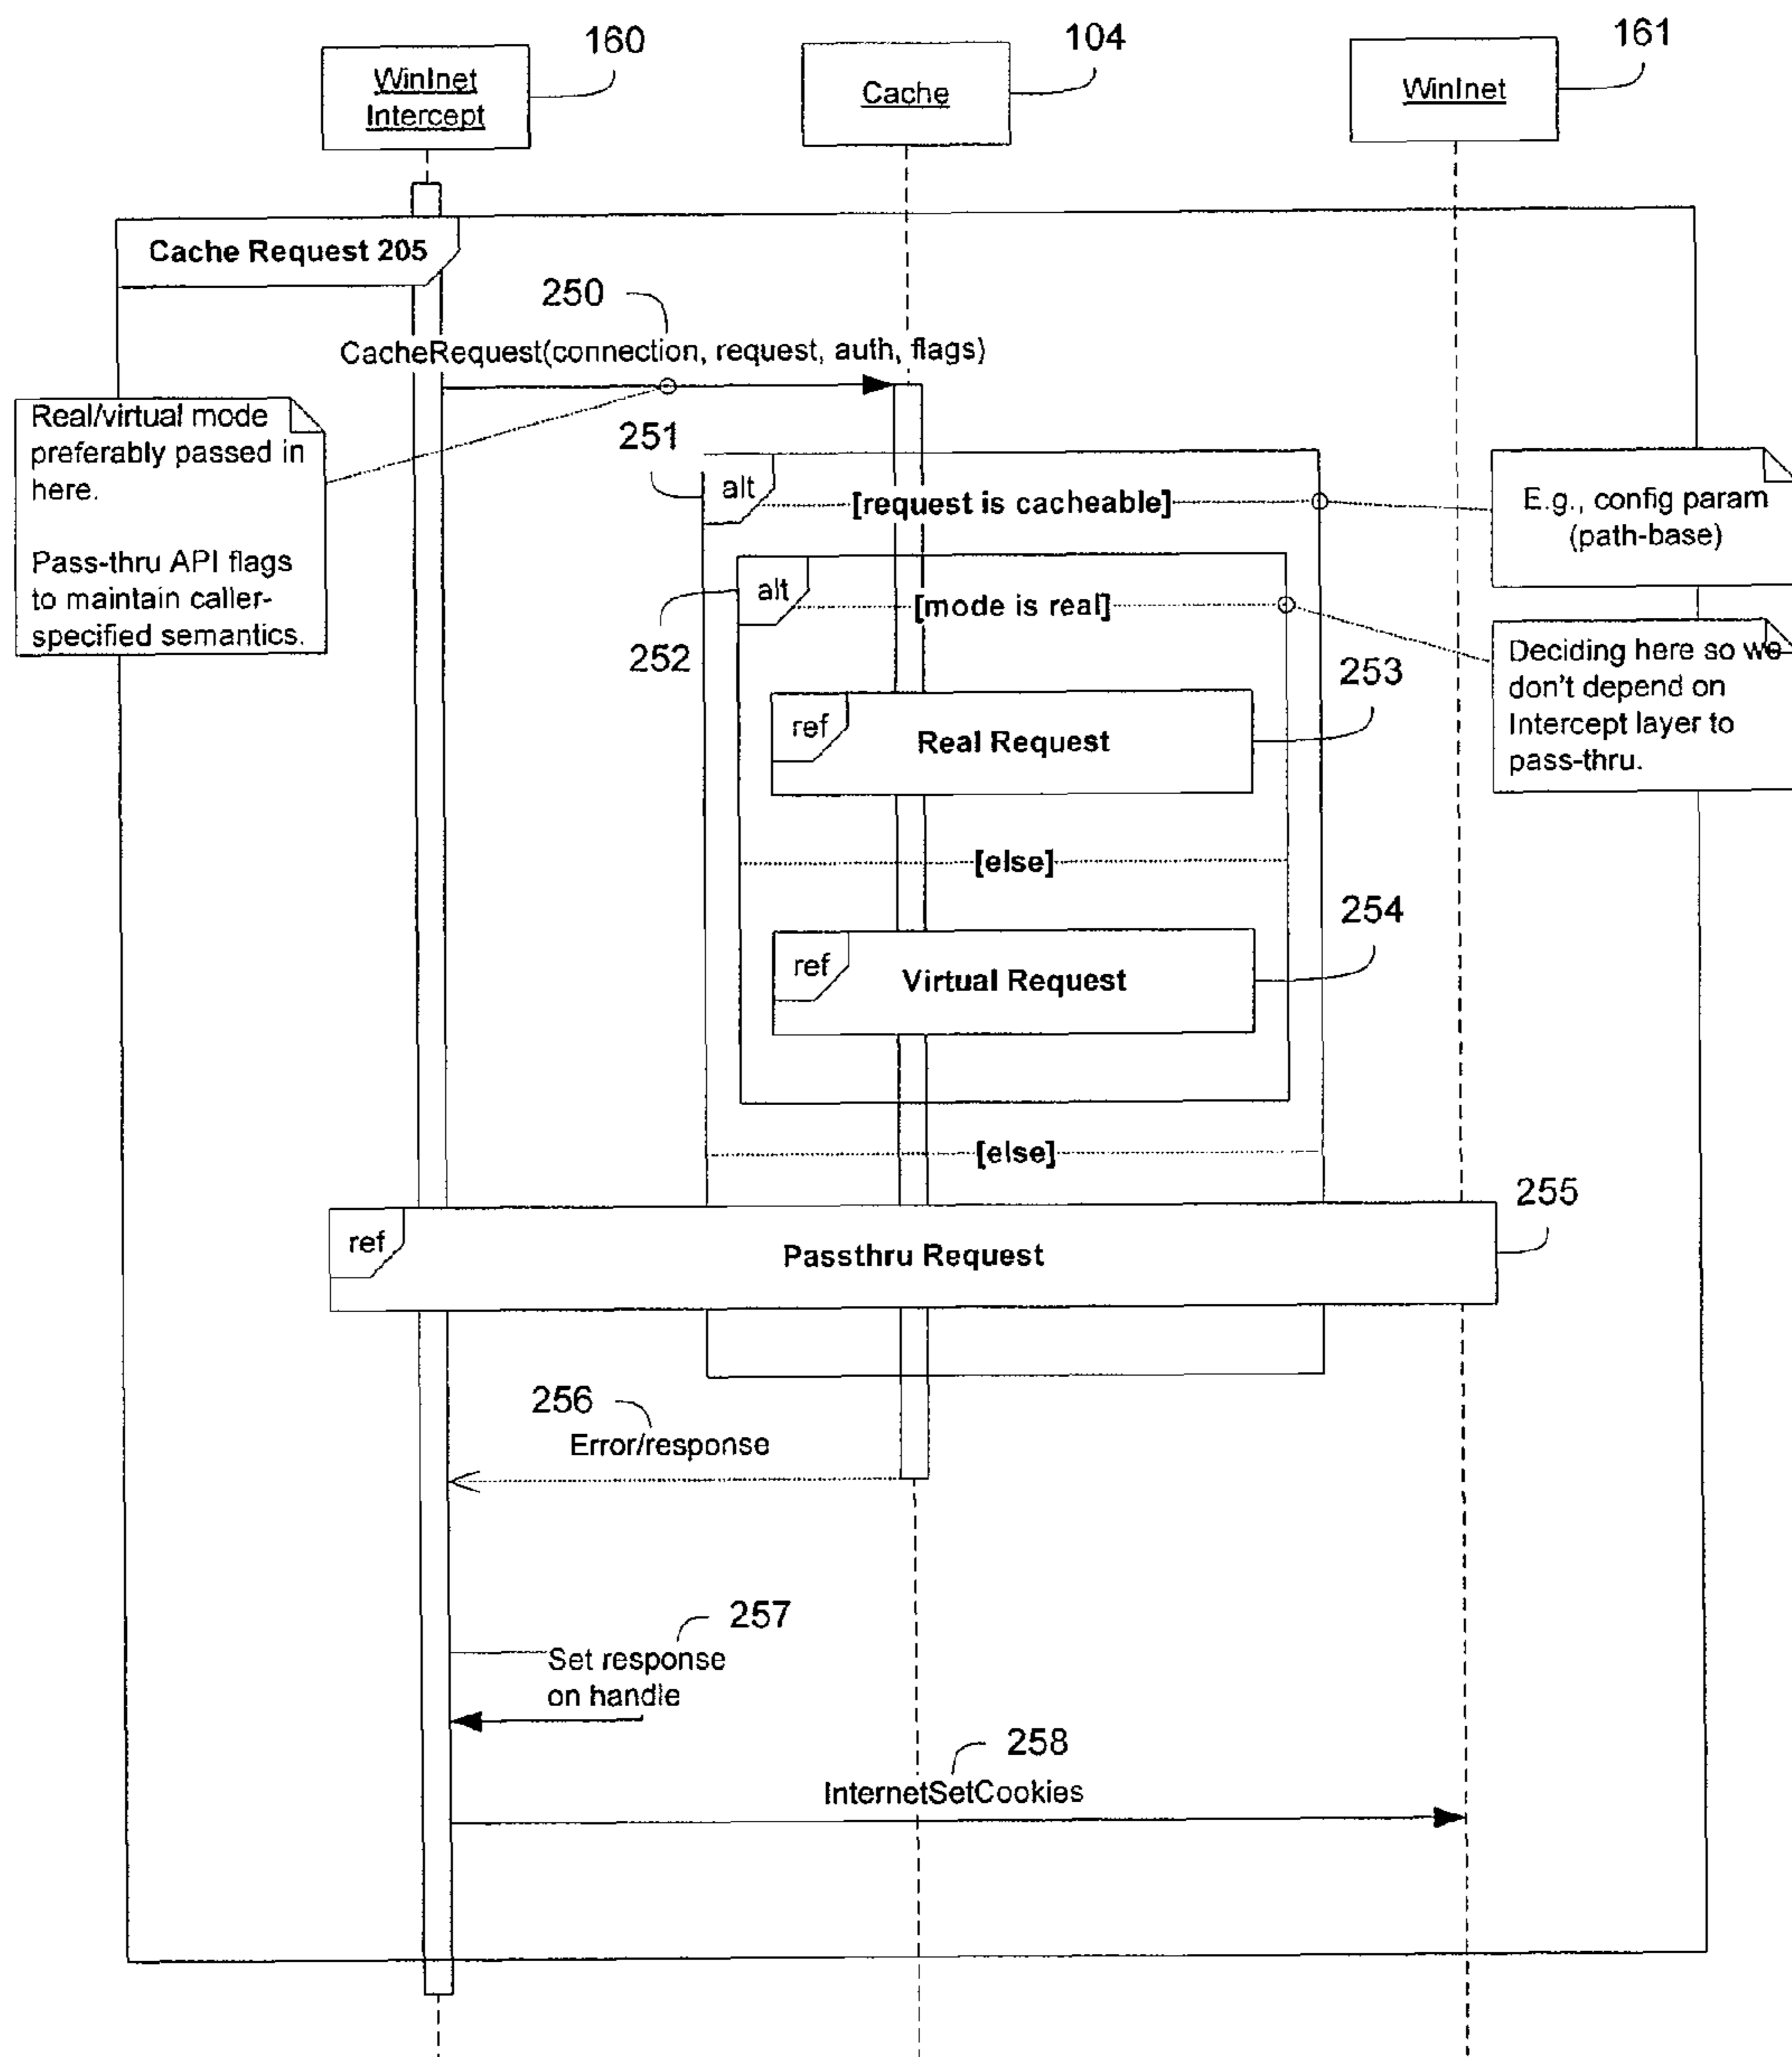 160
104
161
WinInet
Intercept
Cache
WinInet
Cache Request 205
250
CacheRequest(connection, request, auth, flags)
Real/virtual mode
preferably passed in
here.
Pass-thru API flags
to maintain caller-
specified semantics.
251
alt
[request is cacheable]
E.g., config param
(path-base)
252
alt
[mode is real]
Deciding here so we
don't depend on
Intercept layer to
pass-thru.
253
ref
Real Request
[else]
254
ref
Virtual Request
[else]
255
ref
Passthru Request
256
Error/response
257
Set response
on handle
258
InternetSetCookies